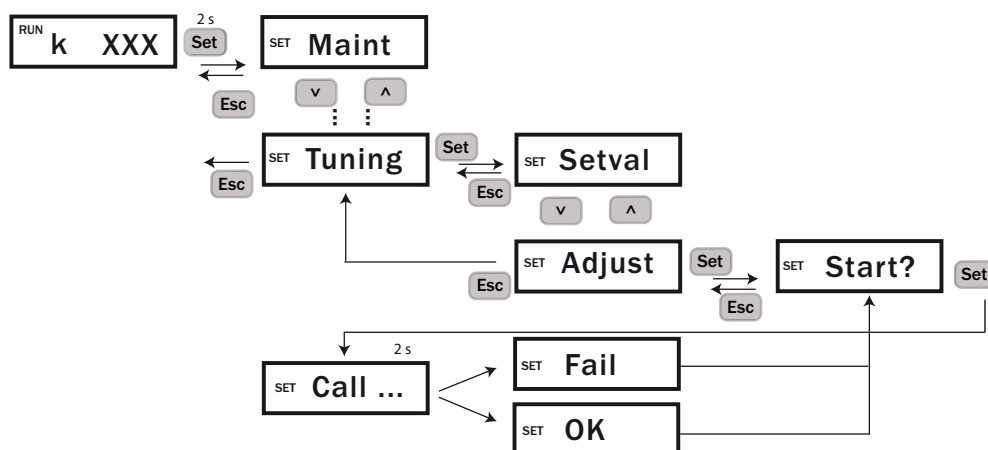 RUN k XXX
2 s
Set
Esc
SET Maint
˅ ˄
SET Tuning
Esc
Set
Esc
SET Setval
˅ ˄
SET Adjust
Esc
Set
Esc
SET Start?
Set
SET Call ...
2 s
SET Fail
SET OK